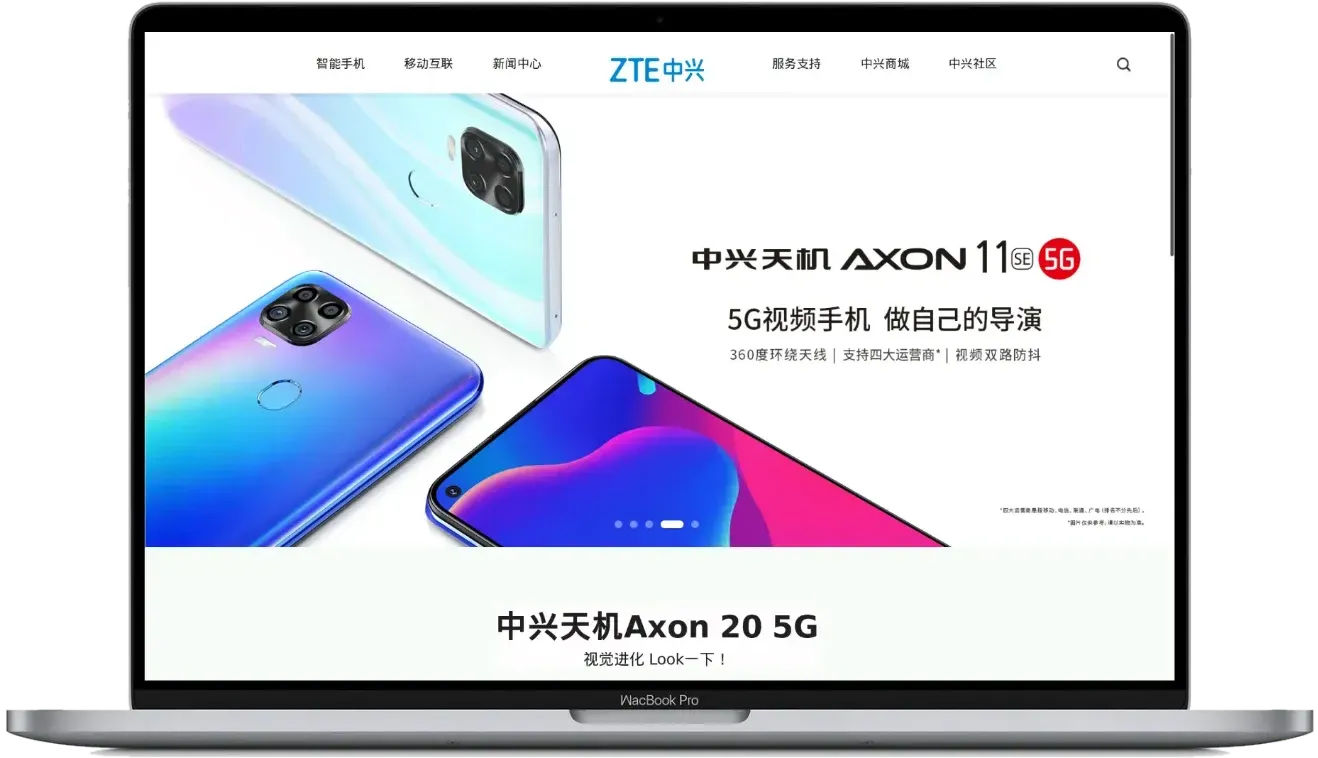 智能手机 移动互联 新闻中心 ZTE中兴 服务支持 中兴商城 中兴社区
中兴天机 AXON 11 SE 5G
5G视频手机 做自己的导演
360度环绕天线 | 支持四大运营商* | 视频双路防抖
*四大运营商是指移动、电信、联通、广电（排名不分先后）。
*图片仅供参考，请以实物为准。
中兴天机Axon 20 5G
视觉进化 Look一下！
MacBook Pro